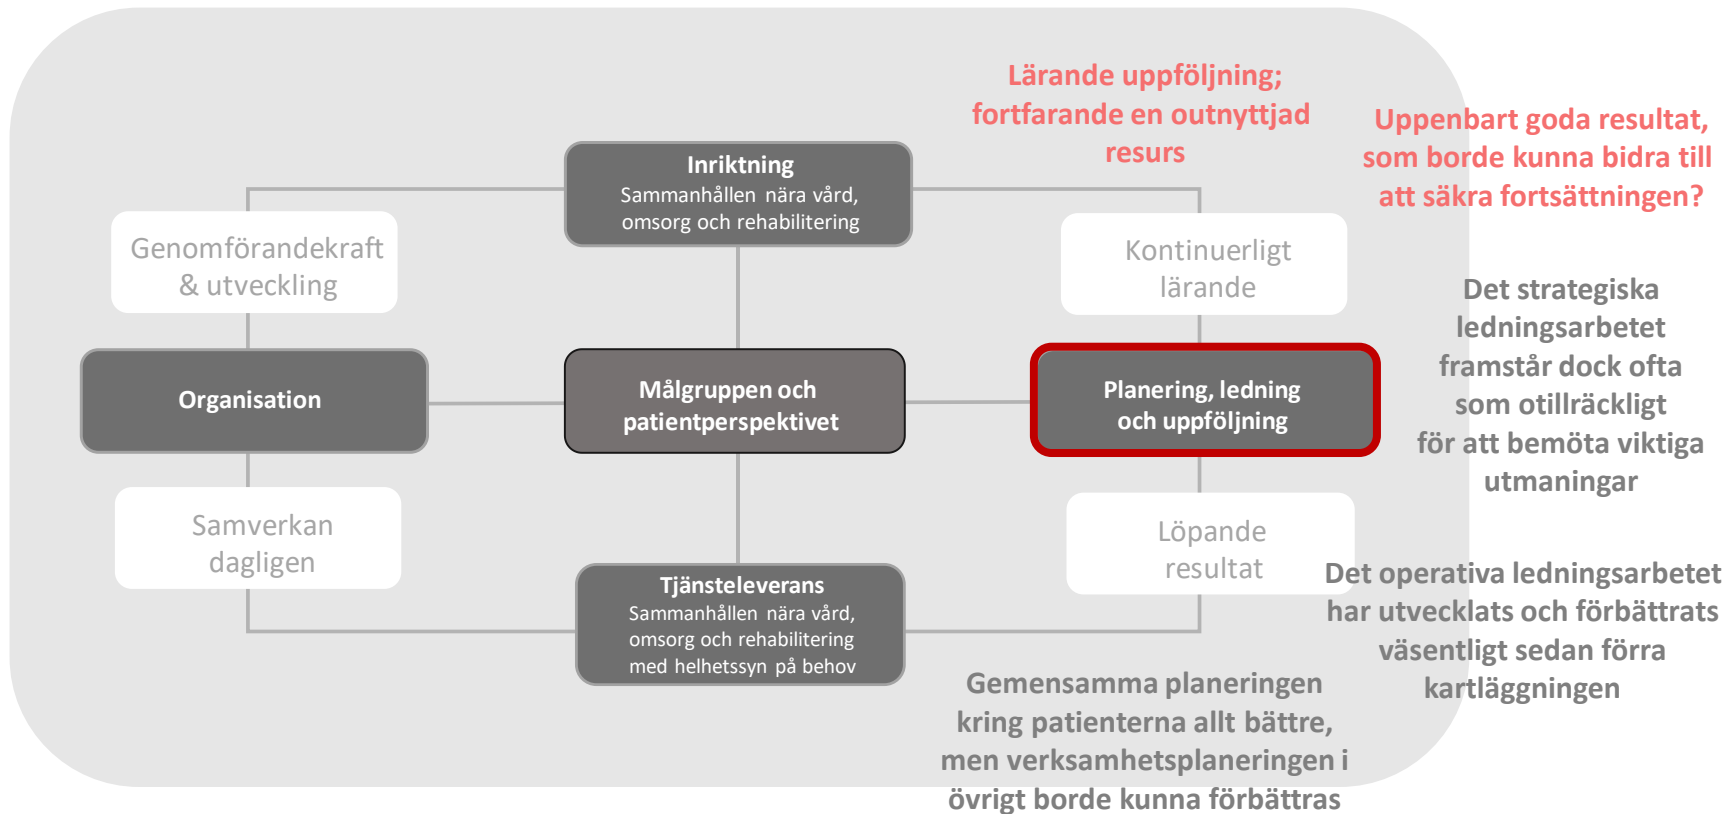 Lärande uppföljning;
fortfarande en outnyttjad
resurs
Uppenbart goda resultat,
som borde kunna bidra till
att säkra fortsättningen?
Inriktning
Sammanhållen nära vård,
omsorg och rehabilitering
Genomförandekraft
& utveckling
Kontinuerligt
lärande
Det strategiska
ledningsarbetet
framstår dock ofta
som otillräckligt
för att bemöta viktiga
utmaningar
Organisation
Målgruppen och
patientperspektivet
Planering, ledning
och uppföljning
Samverkan
dagligen
Löpande
resultat
Tjänsteleverans
Sammanhållen nära vård,
omsorg och rehabilitering
med helhetssyn på behov
Det operativa ledningsarbetet
har utvecklats och förbättrats
väsentligt sedan förra
kartläggningen
Gemensamma planeringen
kring patienterna allt bättre,
men verksamhetsplaneringen i
övrigt borde kunna förbättras